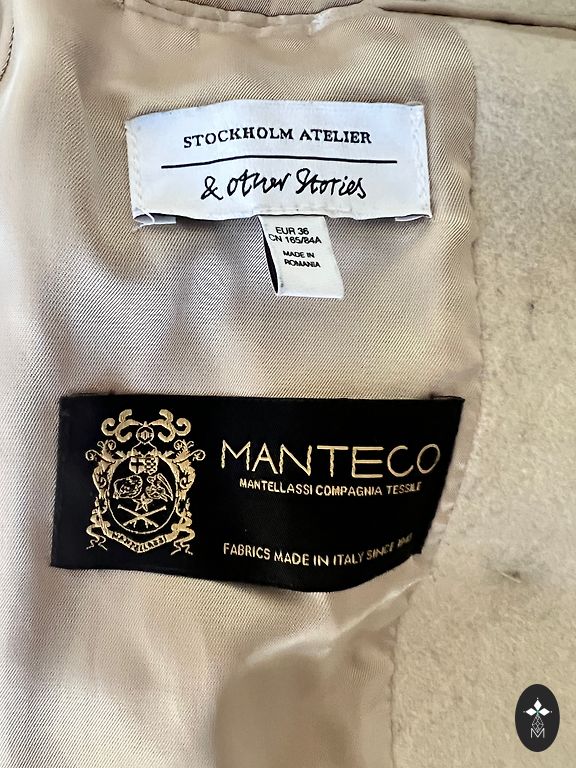 STOCKHOLM ATELIER
& Other Stories
EUR 36
CN 165/84A
MADE IN
ROMANIA
MANTECO
MANTELLASSI COMPAGNIA TESSILE
FABRICS MADE IN ITALY SINCE
M